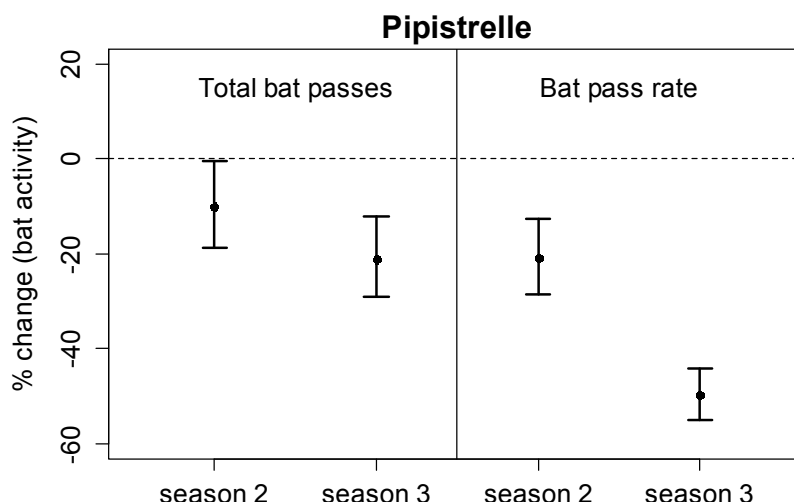 Pipistrelle
Total bat passes
Bat pass rate
% change (bat activity)
20
0
-20
-40
-60
season 2
season 3
season 2
season 3